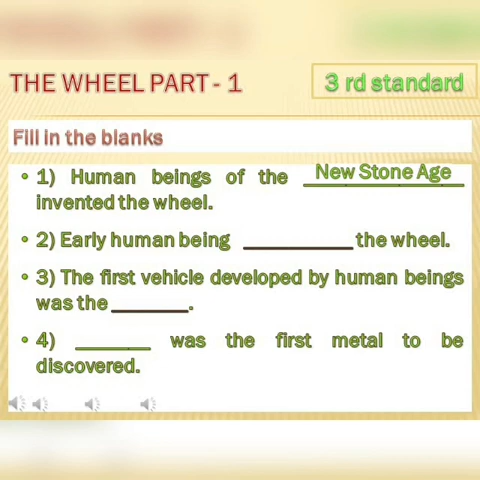 THE WHEEL PART - 1
3 rd standard
Fill in the blanks
• 1) Human beings of the New Stone Age
invented the wheel.
• 2) Early human being __________ the wheel.
• 3) The first vehicle developed by human beings
was the _______.
• 4) _______ was the first metal to be
discovered.